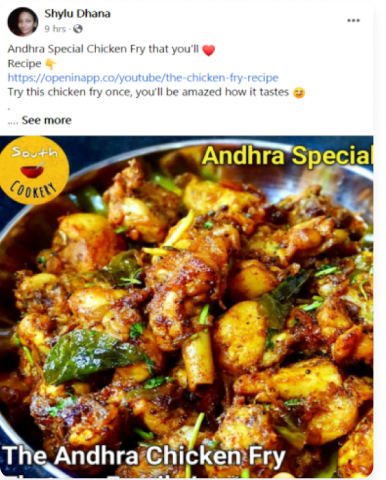 Shylu Dhana
9 hrs ·
Andhra Special Chicken Fry that you'll ❤️
Recipe 👇
https://openinapp.co/youtube/the-chicken-fry-recipe
Try this chicken fry once, you'll be amazed how it tastes 😋
.
.... See more
South
COOKERY
Andhra Special
The Andhra Chicken Fry